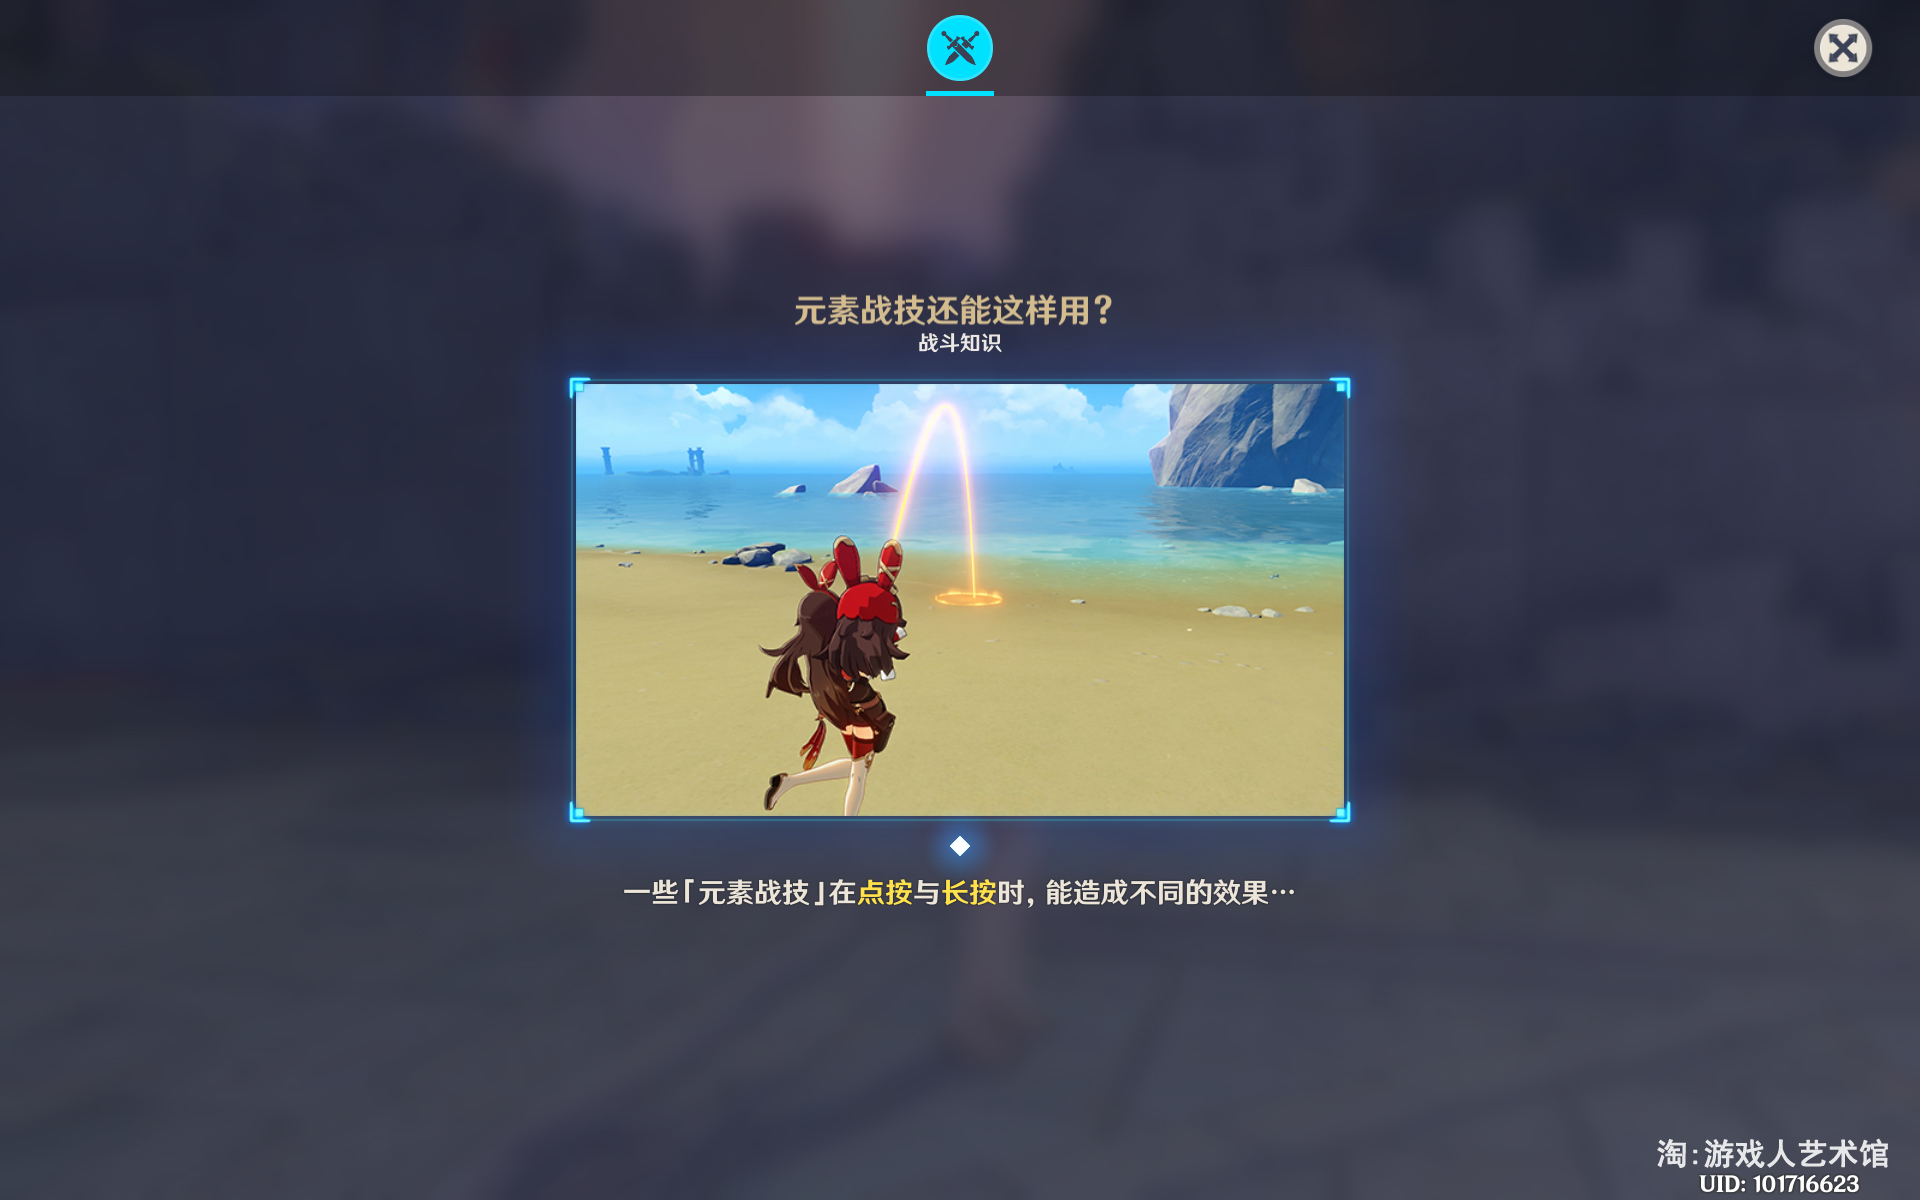 元素战技还能这样用？
战斗知识
一些「元素战技」在点按与长按时，能造成不同的效果…
淘：游戏人艺术馆
UID: 101716623